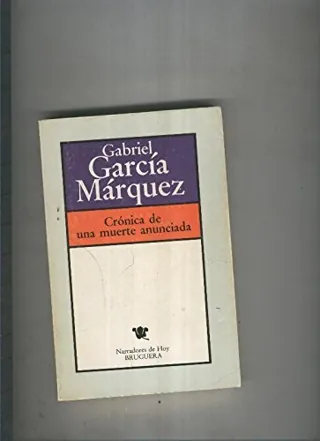 Gabriel
García
Márquez
Crónica de
una muerte anunciada
Narradores de Hoy
BRUGUERA